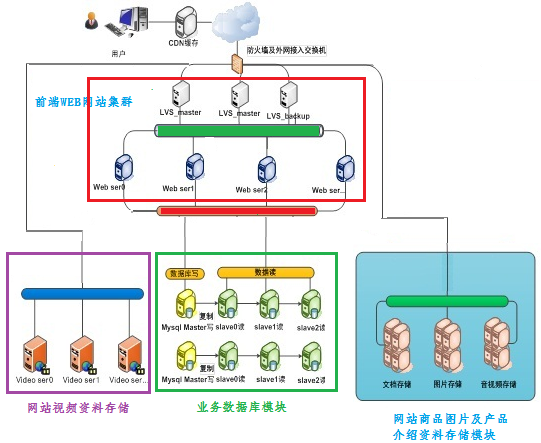 用户
CDN缓存
防火墙及外网接入交换机
前端WEB网站集群
LVS_master
LVS_master
LVS_backup
Web ser0
Web ser1
Web ser2
Web ser...
数据库写
数据读
复制
Mysql Master写
slave0读
slave1读
slave2读
复制
Mysql Master写
slave0读
slave1读
slave2读
Video ser0
Video ser1
Video ser...
文档存储
图片存储
音视频存储
网站视频资料存储
业务数据库模块
网站商品图片及产品
介绍资料存储模块